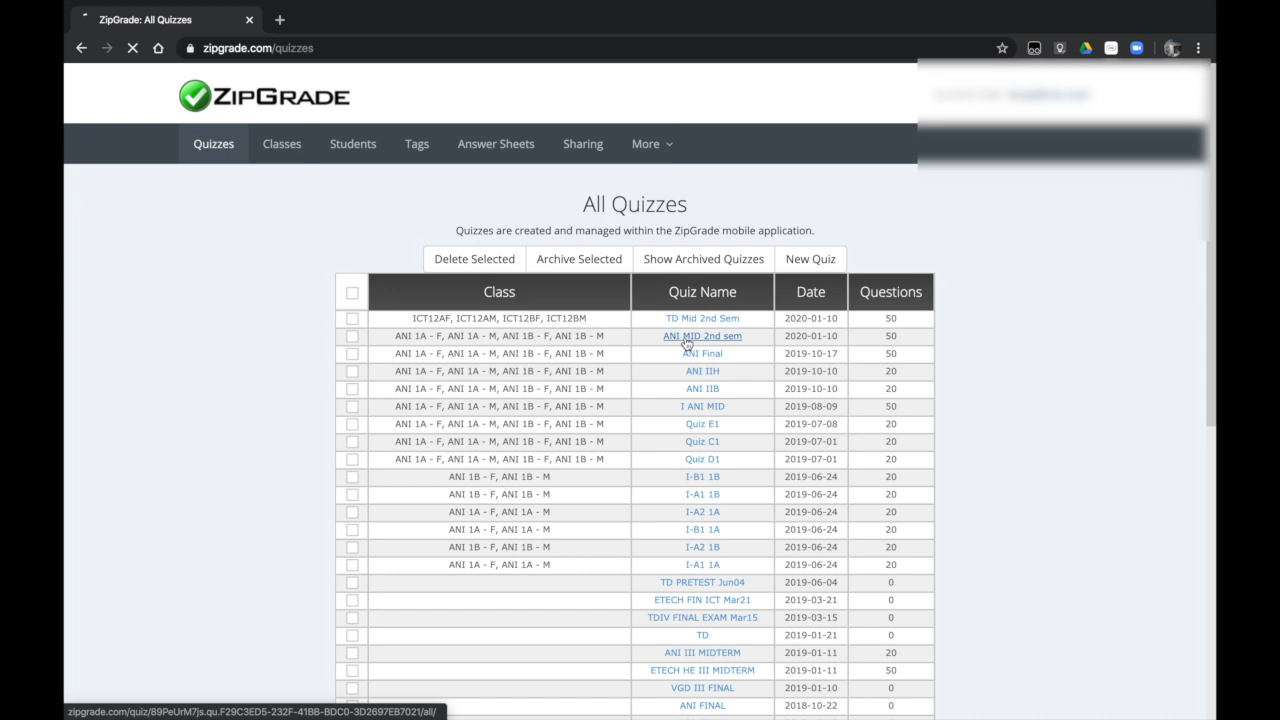 ZipGrade: All Quizzes
zipgrade.com/quizzes
ZIPGRADE
Quizzes Classes Students Tags Answer Sheets Sharing More
All Quizzes
Quizzes are created and managed within the ZipGrade mobile application.
Delete Selected Archive Selected Show Archived Quizzes New Quiz
Class Quiz Name Date Questions
ICT12AF, ICT12AM, ICT12BF, ICT12BM TD Mid 2nd Sem 2020-01-10 50
ANI 1A - F, ANI 1A - M, ANI 1B - F, ANI 1B - M ANI MID 2nd sem 2020-01-10 50
ANI 1A - F, ANI 1A - M, ANI 1B - F, ANI 1B - M ANI Final 2019-10-17 50
ANI 1A - F, ANI 1A - M, ANI 1B - F, ANI 1B - M ANI IIH 2019-10-10 20
ANI 1A - F, ANI 1A - M, ANI 1B - F, ANI 1B - M ANI IIB 2019-10-10 20
ANI 1A - F, ANI 1A - M, ANI 1B - F, ANI 1B - M I ANI MID 2019-08-09 50
ANI 1A - F, ANI 1A - M, ANI 1B - F, ANI 1B - M Quiz E1 2019-07-08 20
ANI 1A - F, ANI 1A - M, ANI 1B - F, ANI 1B - M Quiz C1 2019-07-01 20
ANI 1A - F, ANI 1A - M, ANI 1B - F, ANI 1B - M Quiz D1 2019-07-01 20
ANI 1B - F, ANI 1B - M I-B1 1B 2019-06-24 20
ANI 1B - F, ANI 1B - M I-A1 1B 2019-06-24 20
ANI 1A - F, ANI 1A - M I-A2 1A 2019-06-24 20
ANI 1A - F, ANI 1A - M I-B1 1A 2019-06-24 20
ANI 1B - F, ANI 1B - M I-A2 1B 2019-06-24 20
ANI 1A - F, ANI 1A - M I-A1 1A 2019-06-24 20
TD PRETEST Jun04 2019-06-04 0
ETECH FIN ICT Mar21 2019-03-21 0
TDIV FINAL EXAM Mar15 2019-03-15 0
TD 2019-01-21 0
ANI III MIDTERM 2019-01-11 20
ETECH HE III MIDTERM 2019-01-11 50
VGD III FINAL 2019-01-10 0
ANI FINAL 2018-10-22 0
zipgrade.com/quiz/89PeUrM7js.qu.F29C3ED5-232F-41BB-BDC0-3D2697EB7021/all/